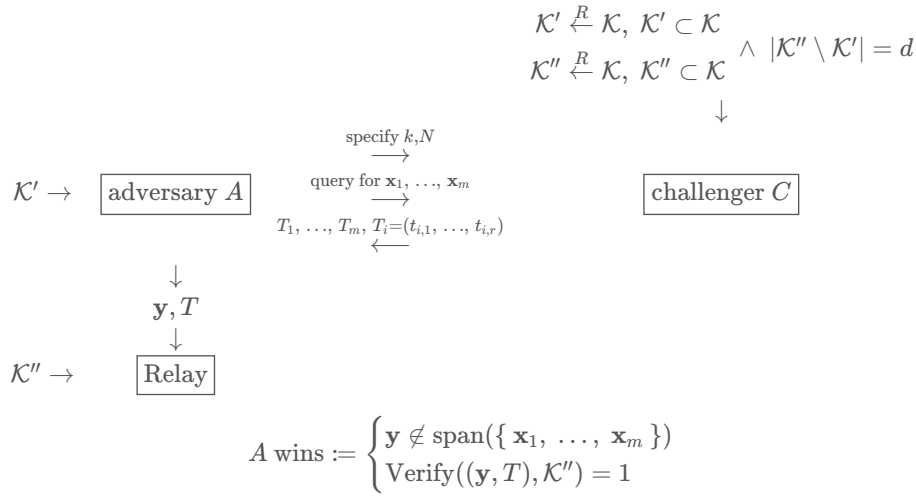 𝒦′ ←ᴿ 𝒦, 𝒦′ ⊂ 𝒦
∧ |𝒦″ \ 𝒦′| = d
𝒦″ ←ᴿ 𝒦, 𝒦″ ⊂ 𝒦
↓
specify k,N
→
query for x₁, …, xₘ
𝒦′ → adversary A → challenger C
T₁, …, Tₘ, Tᵢ=(tᵢ,₁, …, tᵢ,ᵣ)
←
↓
y, T
↓
𝒦″ → Relay
A wins := { y ∉ span({ x₁, …, xₘ })
Verify((y, T), 𝒦″) = 1